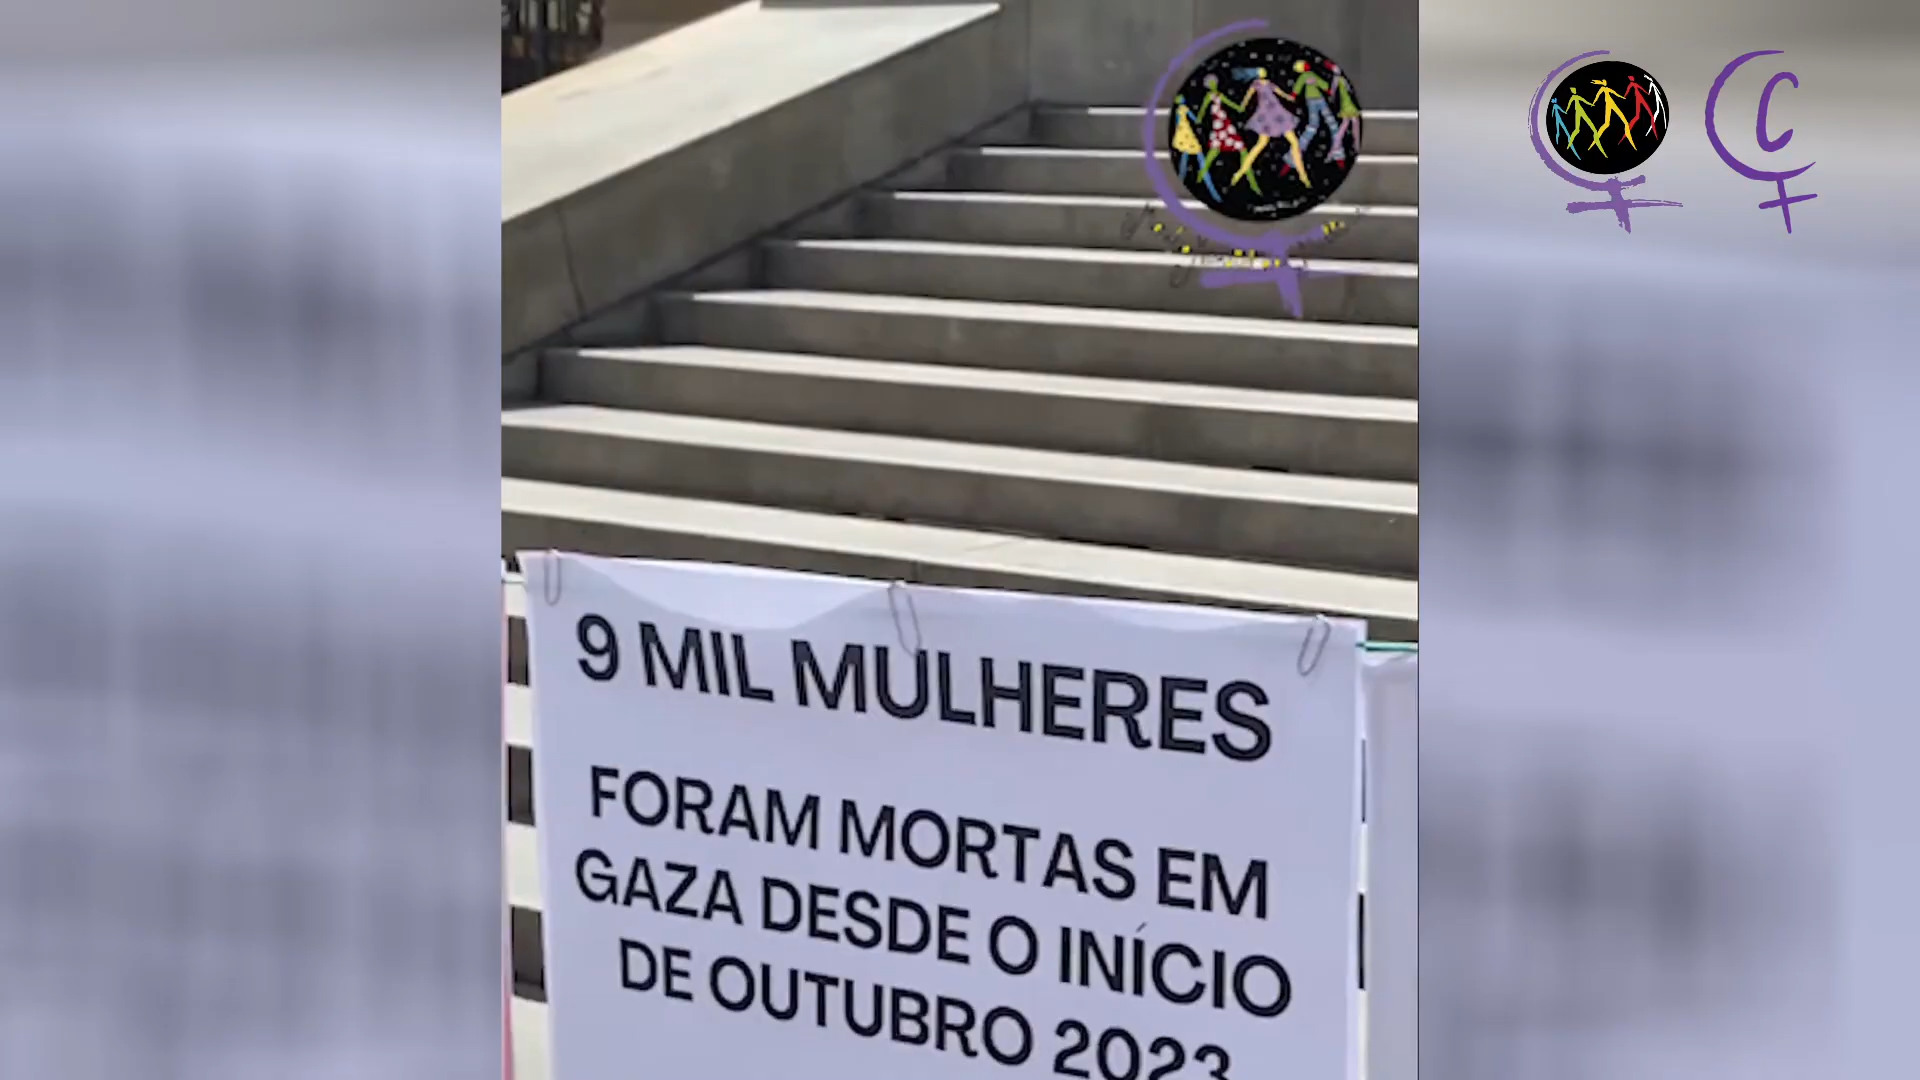 C
9 MIL MULHERES
FORAM MORTAS EM
GAZA DESDE O INÍCIO
DE OUTUBRO 2023